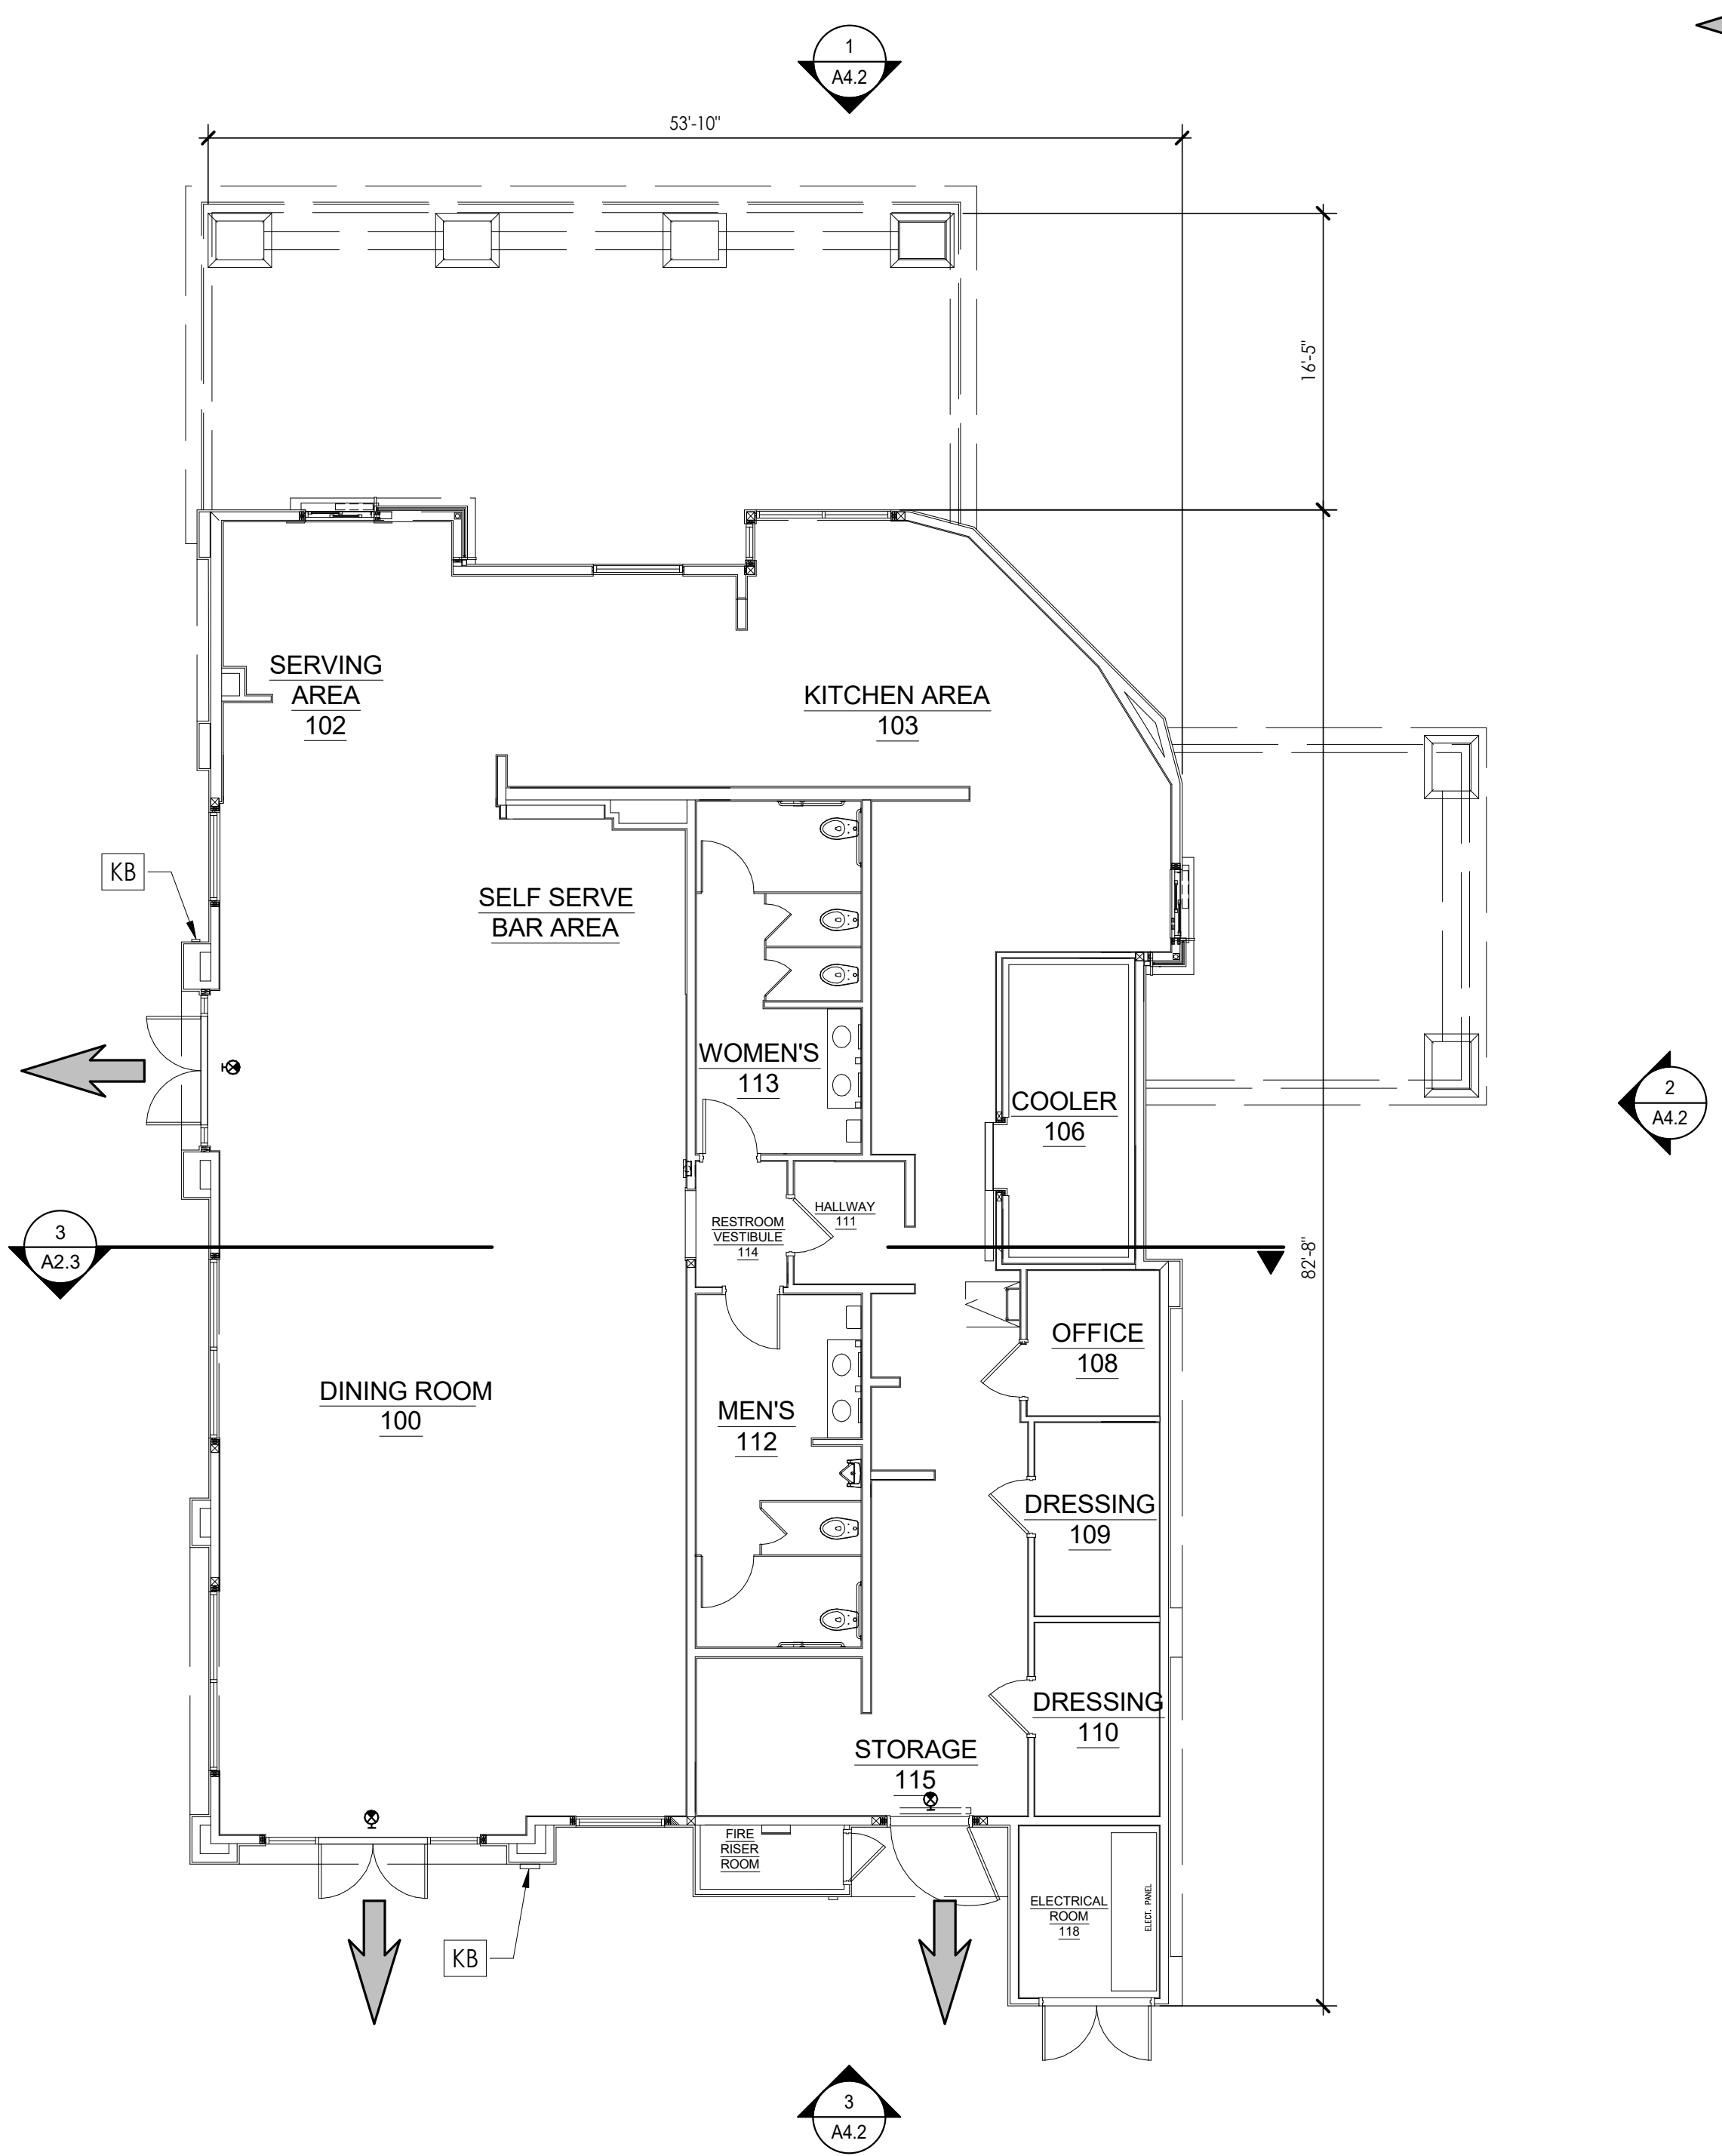 1
A4.2
53'-10"
16'-5"
SERVING
AREA
102
KITCHEN AREA
103
KB
SELF SERVE
BAR AREA
WOMEN'S
113
COOLER
106
2
A4.2
HALLWAY
111
RESTROOM
VESTIBULE
114
3
A2.3
82'-8"
OFFICE
108
DINING ROOM
100
MEN'S
112
DRESSING
109
DRESSING
110
STORAGE
115
FIRE
RISER
ROOM
ELECTRICAL
ROOM
118
ELECT. PANEL
KB
3
A4.2